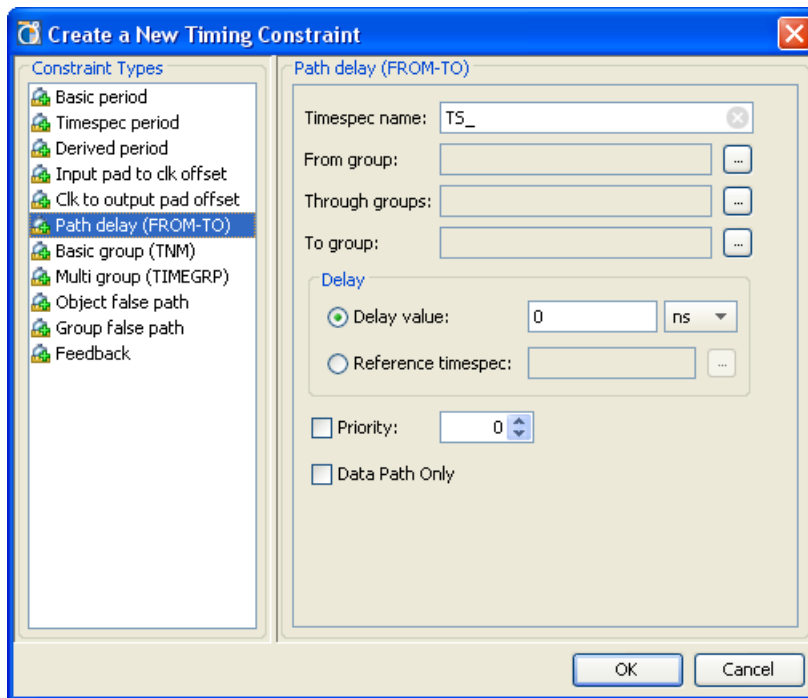 Create a New Timing Constraint
Constraint Types
Basic period
Timespec period
Derived period
Input pad to clk offset
Clk to output pad offset
Path delay (FROM-TO)
Basic group (TNM)
Multi group (TIMEGRP)
Object false path
Group false path
Feedback
Path delay (FROM-TO)
Timespec name: TS_
From group: ...
Through groups: ...
To group: ...
Delay
Delay value: 0 ns
Reference timespec: ...
Priority: 0
Data Path Only
OK Cancel